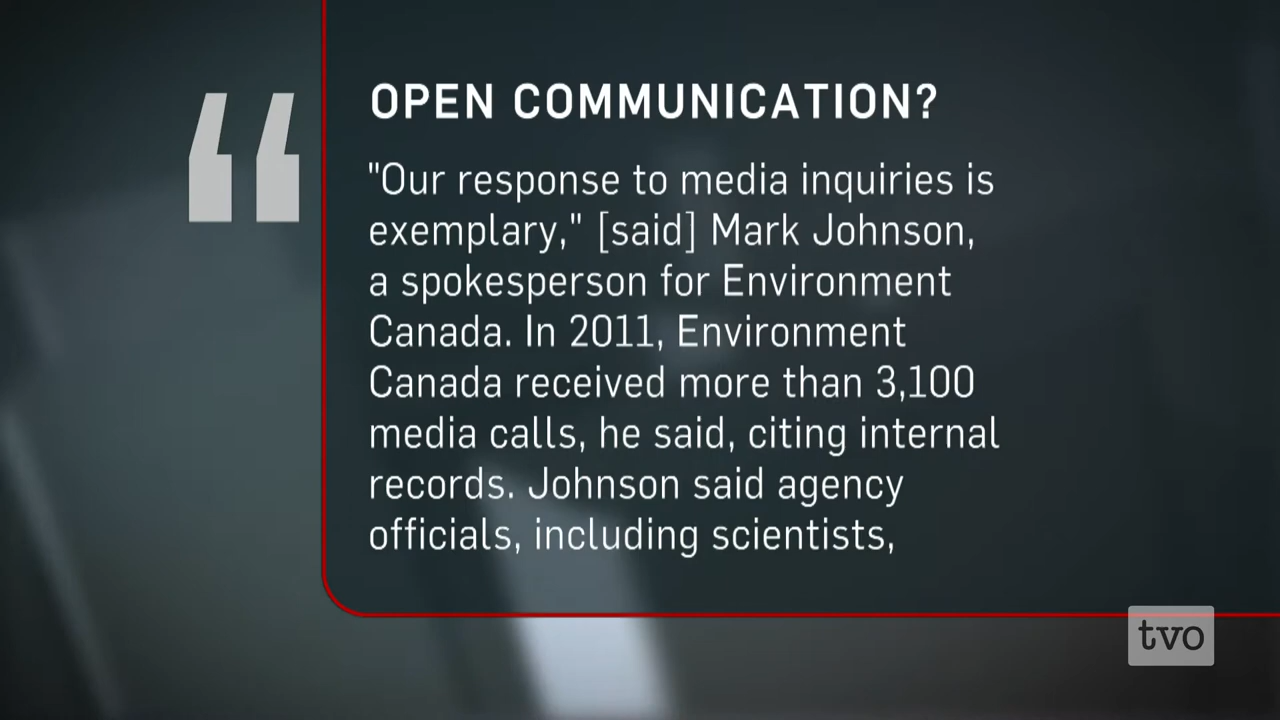 “
OPEN COMMUNICATION?
"Our response to media inquiries is
exemplary," [said] Mark Johnson,
a spokesperson for Environment
Canada. In 2011, Environment
Canada received more than 3,100
media calls, he said, citing internal
records. Johnson said agency
officials, including scientists,
tvo